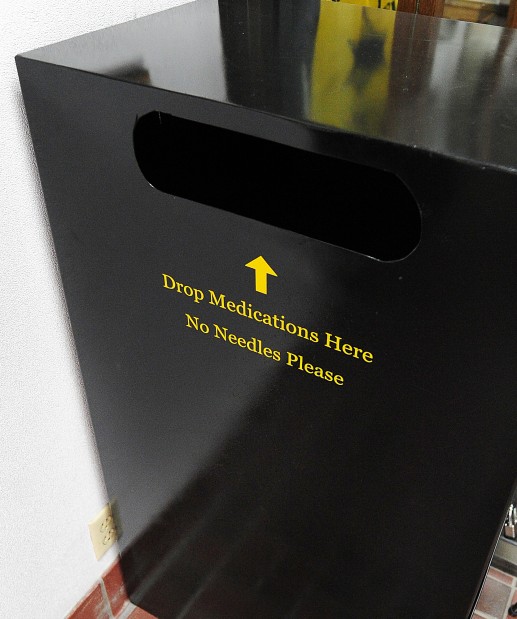 Drop Medications Here
No Needles Please